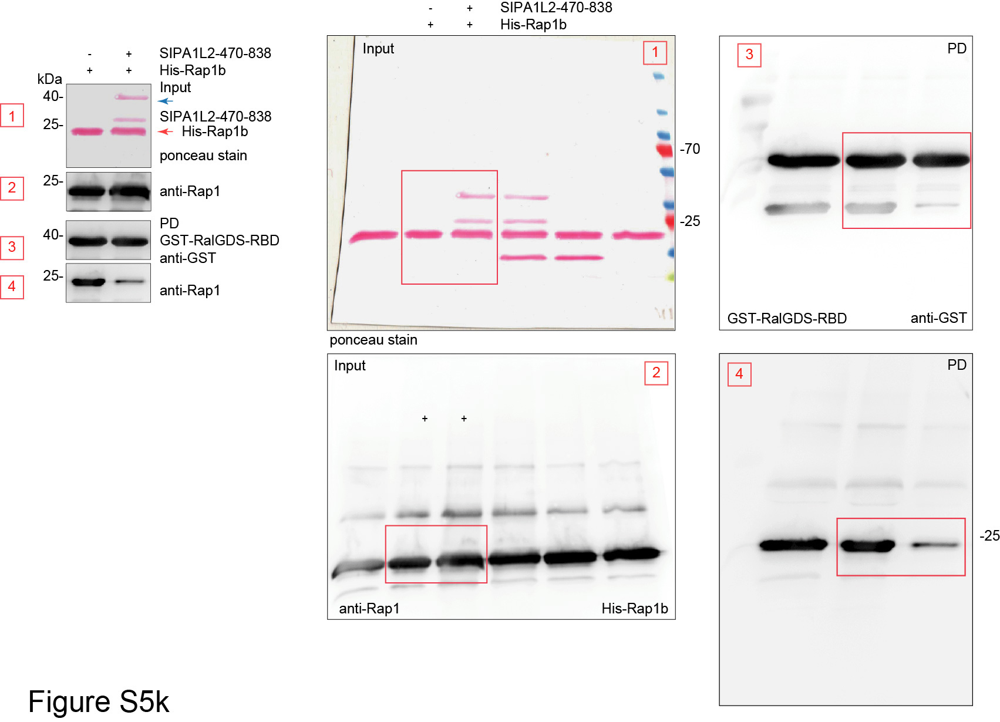 - + SIPA1L2-470-838
+ + His-Rap1b
kDa
Input
40-
1
SIPA1L2-470-838
25-
His-Rap1b
ponceau stain
2
25-
anti-Rap1
PD
40-
GST-RalGDS-RBD
3
anti-GST
25-
4
anti-Rap1
- + SIPA1L2-470-838
+ + His-Rap1b
Input
1
-70
-25
ponceau stain
Input
2
+ +
anti-Rap1 His-Rap1b
3
PD
GST-RalGDS-RBD anti-GST
PD
4
-25
Figure S5k